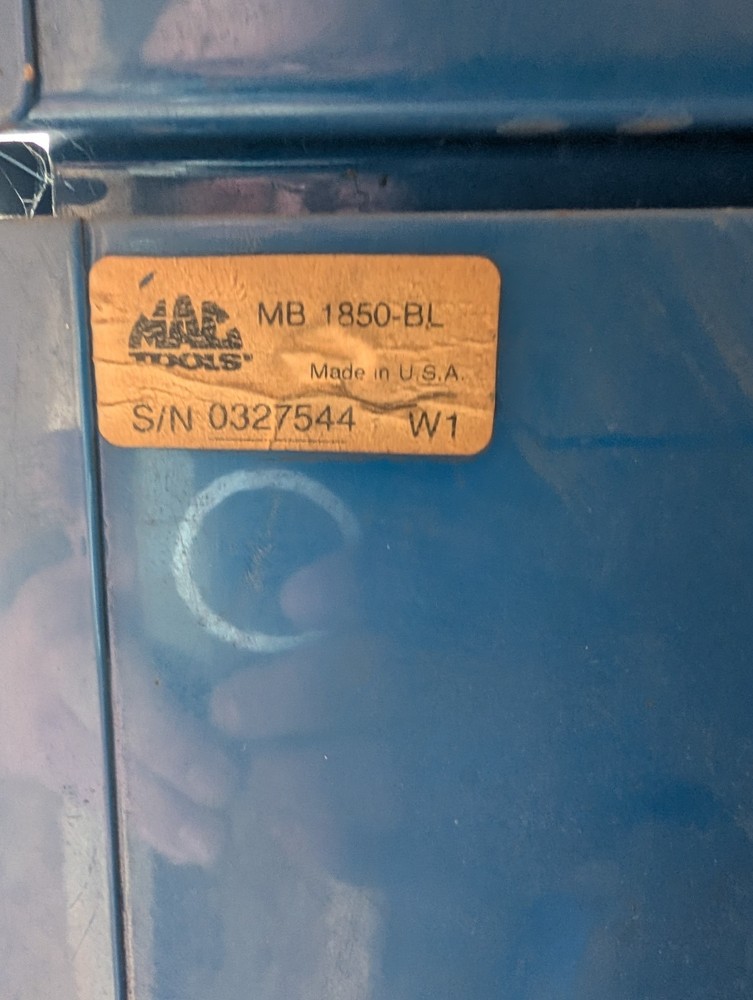 MAC
TOOLS
MB 1850-BL
Made in U.S.A.
S/N 0327544 W1